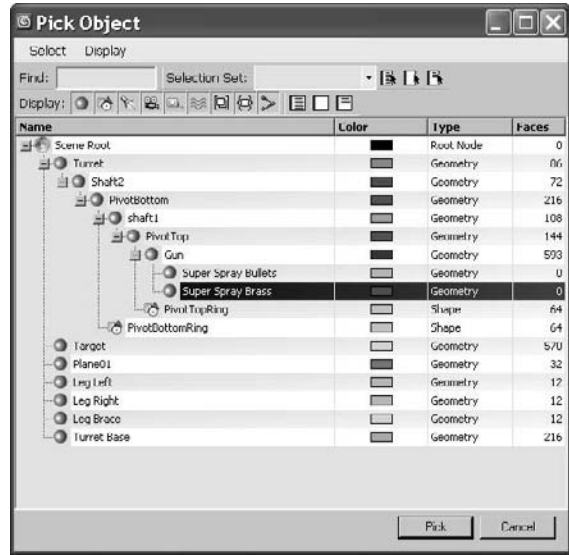 Pick Object
Select Display
Find: Selection Set:
Display:
Name Color Type Faces
Scene Root Root Node 0
Turret Geometry 86
Shaft2 Geometry 72
PivotBottom Geometry 216
shaft1 Geometry 108
PivotTop Geometry 144
Gun Geometry 593
Super Spray Bullets Geometry 0
Super Spray Brass Geometry 0
PivotTopRing Shape 64
PivotBottomRing Shape 64
Target Geometry 570
Plane01 Geometry 32
Leg Left Geometry 12
Leg Right Geometry 12
Leg Brace Geometry 12
Turret Base Geometry 216
Pick Cancel